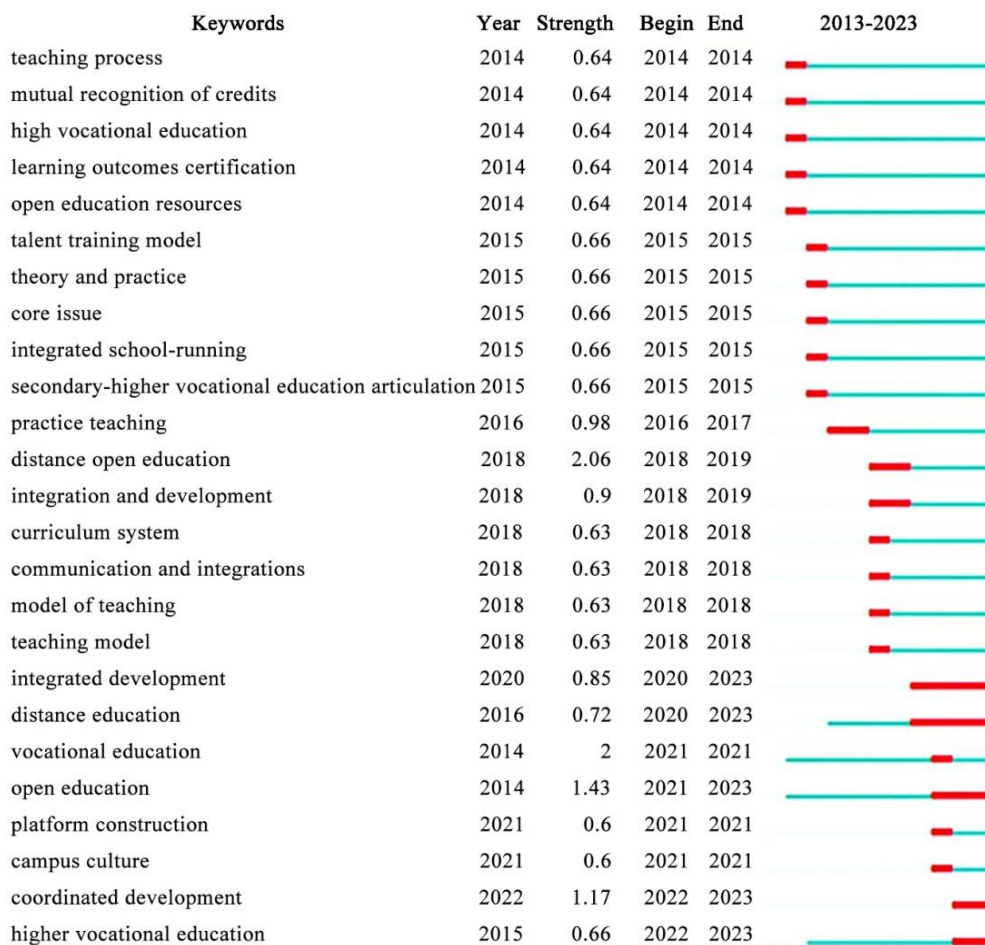 Keywords Year Strength Begin End 2013-2023
teaching process 2014 0.64 2014 2014
mutual recognition of credits 2014 0.64 2014 2014
high vocational education 2014 0.64 2014 2014
learning outcomes certification 2014 0.64 2014 2014
open education resources 2014 0.64 2014 2014
talent training model 2015 0.66 2015 2015
theory and practice 2015 0.66 2015 2015
core issue 2015 0.66 2015 2015
integrated school-running 2015 0.66 2015 2015
secondary-higher vocational education articulation 2015 0.66 2015 2015
practice teaching 2016 0.98 2016 2017
distance open education 2018 2.06 2018 2019
integration and development 2018 0.9 2018 2019
curriculum system 2018 0.63 2018 2018
communication and integrations 2018 0.63 2018 2018
model of teaching 2018 0.63 2018 2018
teaching model 2018 0.63 2018 2018
integrated development 2020 0.85 2020 2023
distance education 2016 0.72 2020 2023
vocational education 2014 2 2021 2021
open education 2014 1.43 2021 2023
platform construction 2021 0.6 2021 2021
campus culture 2021 0.6 2021 2021
coordinated development 2022 1.17 2022 2023
higher vocational education 2015 0.66 2022 2023